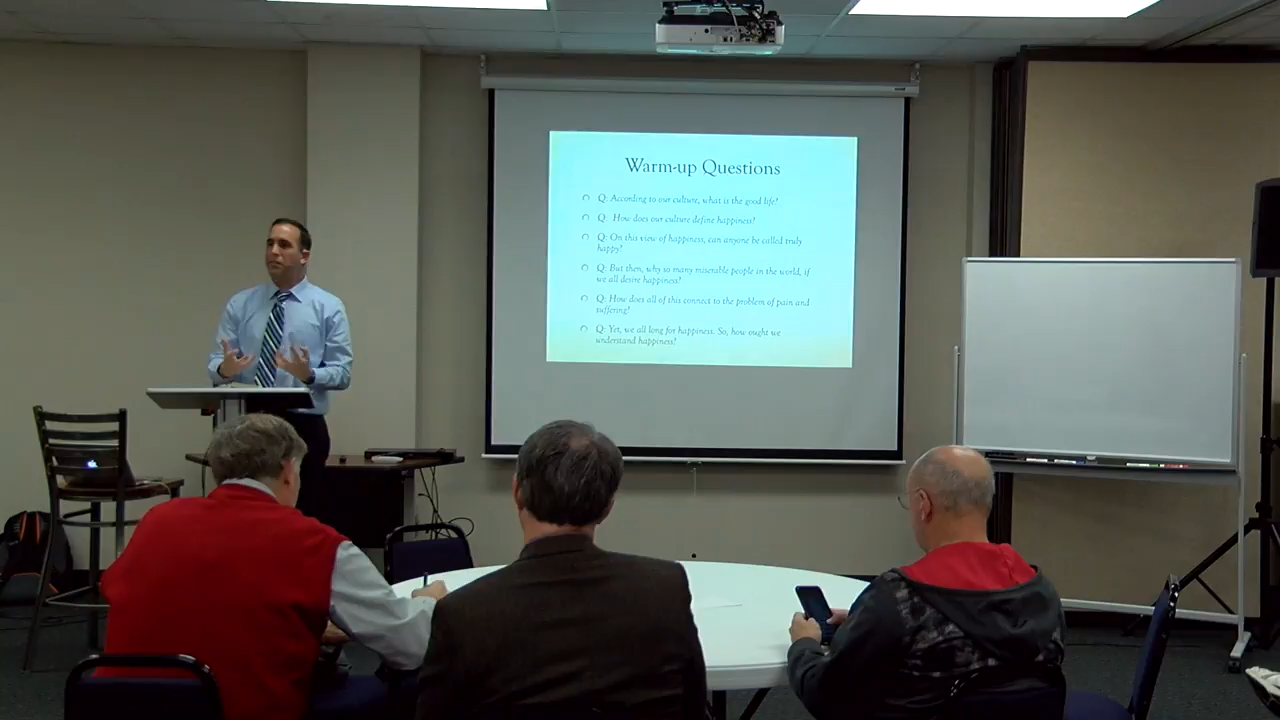 Warm-up Questions
Q: According to our culture, what is the good life?
Q: How does our culture define happiness?
Q: On this view of happiness, can anyone be called truly
happy?
Q: But then, why so many miserable people in the world, if
we all desire happiness?
Q: How does all of this connect to the problem of pain and
suffering?
Q: Yet, we all long for happiness. So, how ought we
understand happiness?